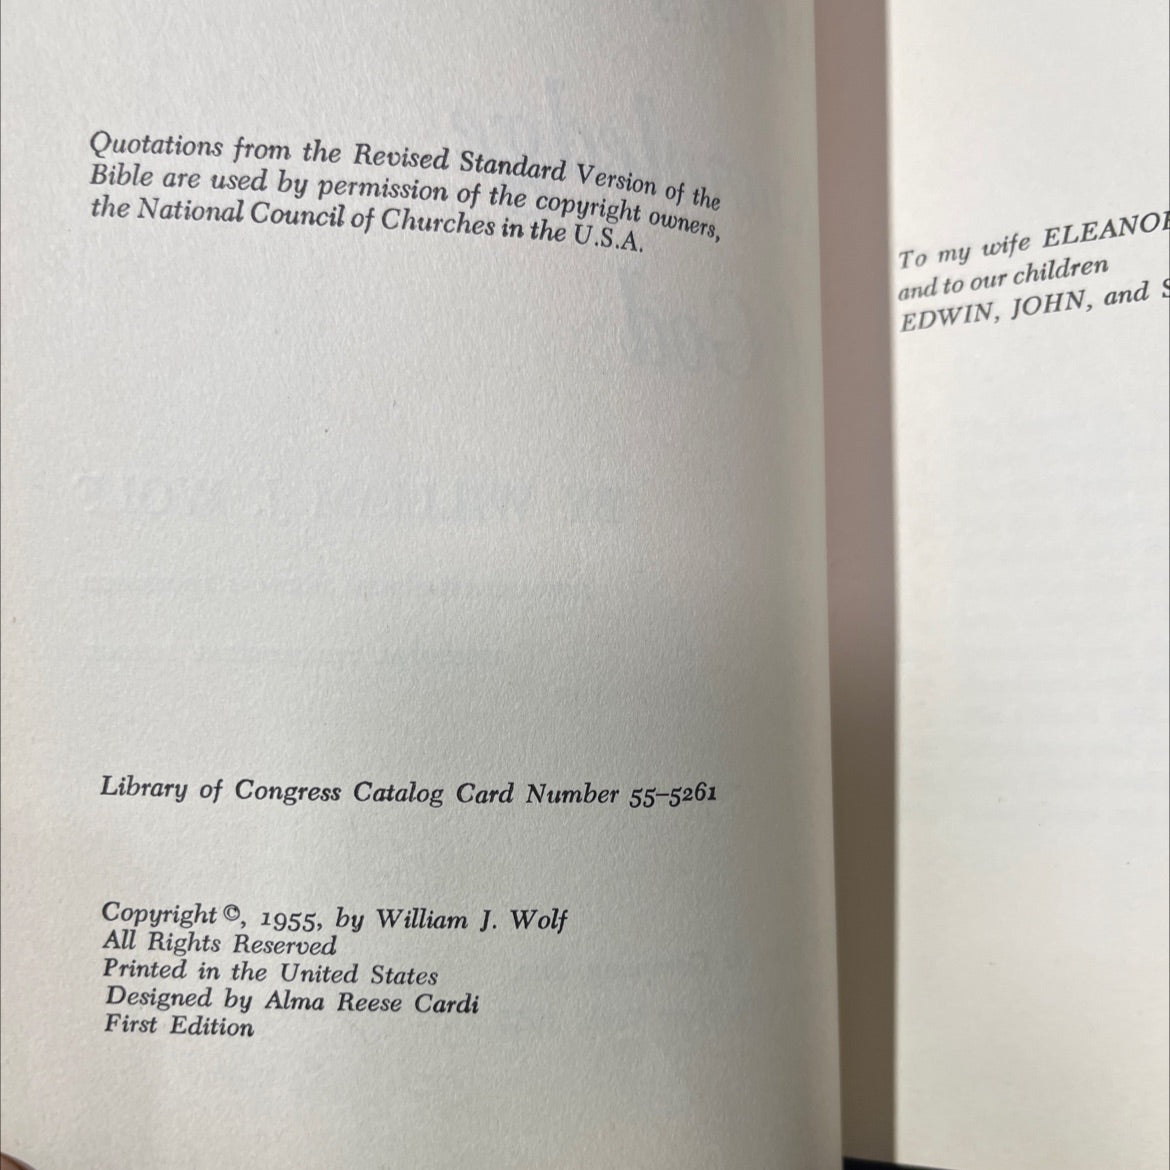 Quotations from the Revised Standard Version of the
Bible are used by permission of the copyright owners,
the National Council of Churches in the U.S.A.
Library of Congress Catalog Card Number 55–5261
Copyright ©, 1955, by William J. Wolf
All Rights Reserved
Printed in the United States
Designed by Alma Reese Cardi
First Edition
To my wife ELEANOR
and to our children
EDWIN, JOHN, and S